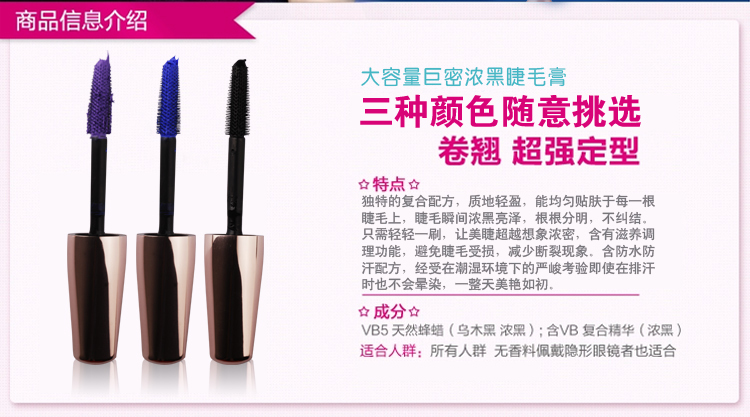 商品信息介绍
大容量巨密浓黑睫毛膏
三种颜色随意挑选
卷翘 超强定型
☆特点☆
独特的复合配方，质地轻盈，能均匀贴肤于每一根
睫毛上，睫毛瞬间浓黑亮泽，根根分明，不纠结。
只需轻轻一刷，让美睫超越想象浓密，含有滋养调
理功能，避免睫毛受损，减少断裂现象。含防水防
汗配方，经受在潮湿环境下的严峻考验即使在排汗
时也不会晕染，一整天美艳如初。
☆成分☆
VB5 天然蜂蜡（乌木黑 浓黑）; 含VB 复合精华（浓黑）
适合人群：所有人群 无香料佩戴隐形眼镜者也适合